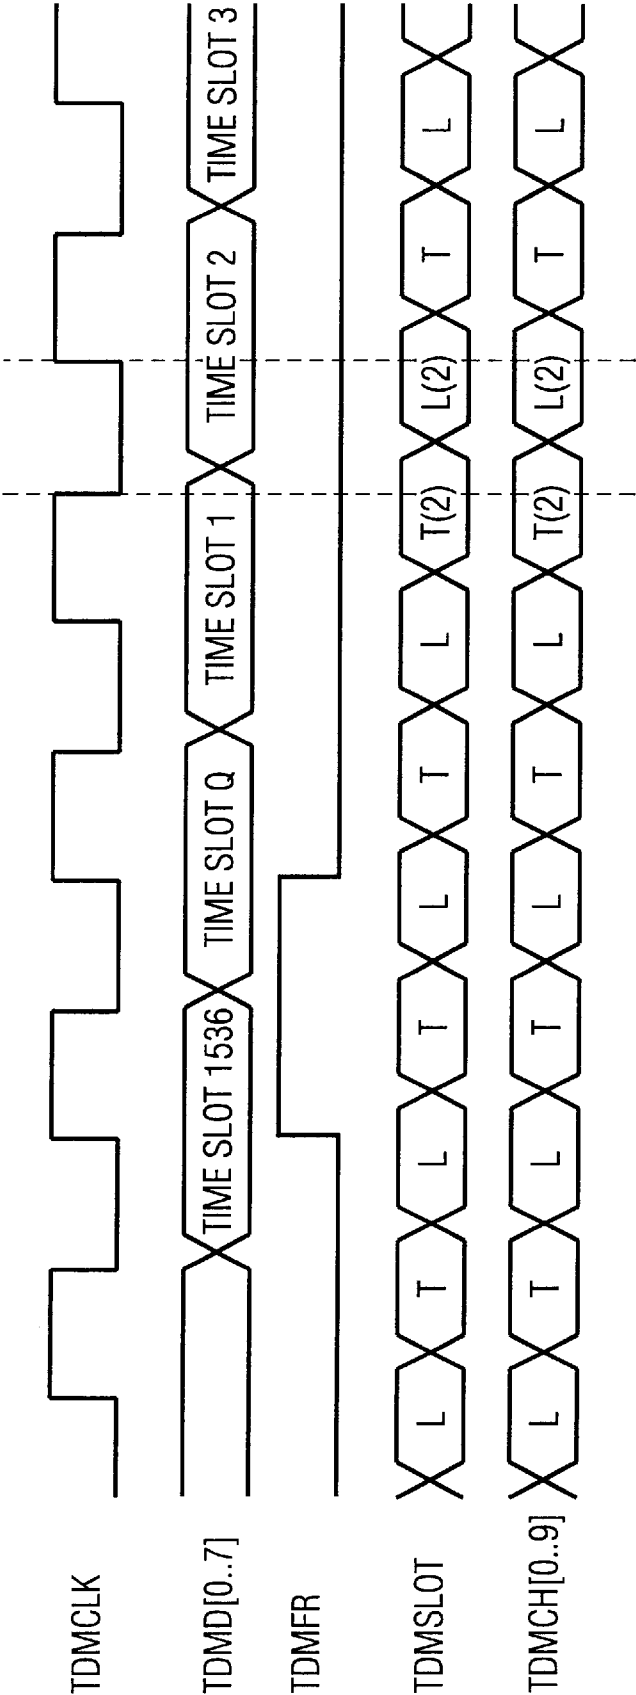 TDMCLK
TDMD[0..7] TIME SLOT 1536 TIME SLOT Q TIME SLOT 1 TIME SLOT 2 TIME SLOT 3
TDMFR
TDMSLOT L T L T L T L T(2) L(2) T L
TDMCH[0..9] L T L T L T L T(2) L(2) T L